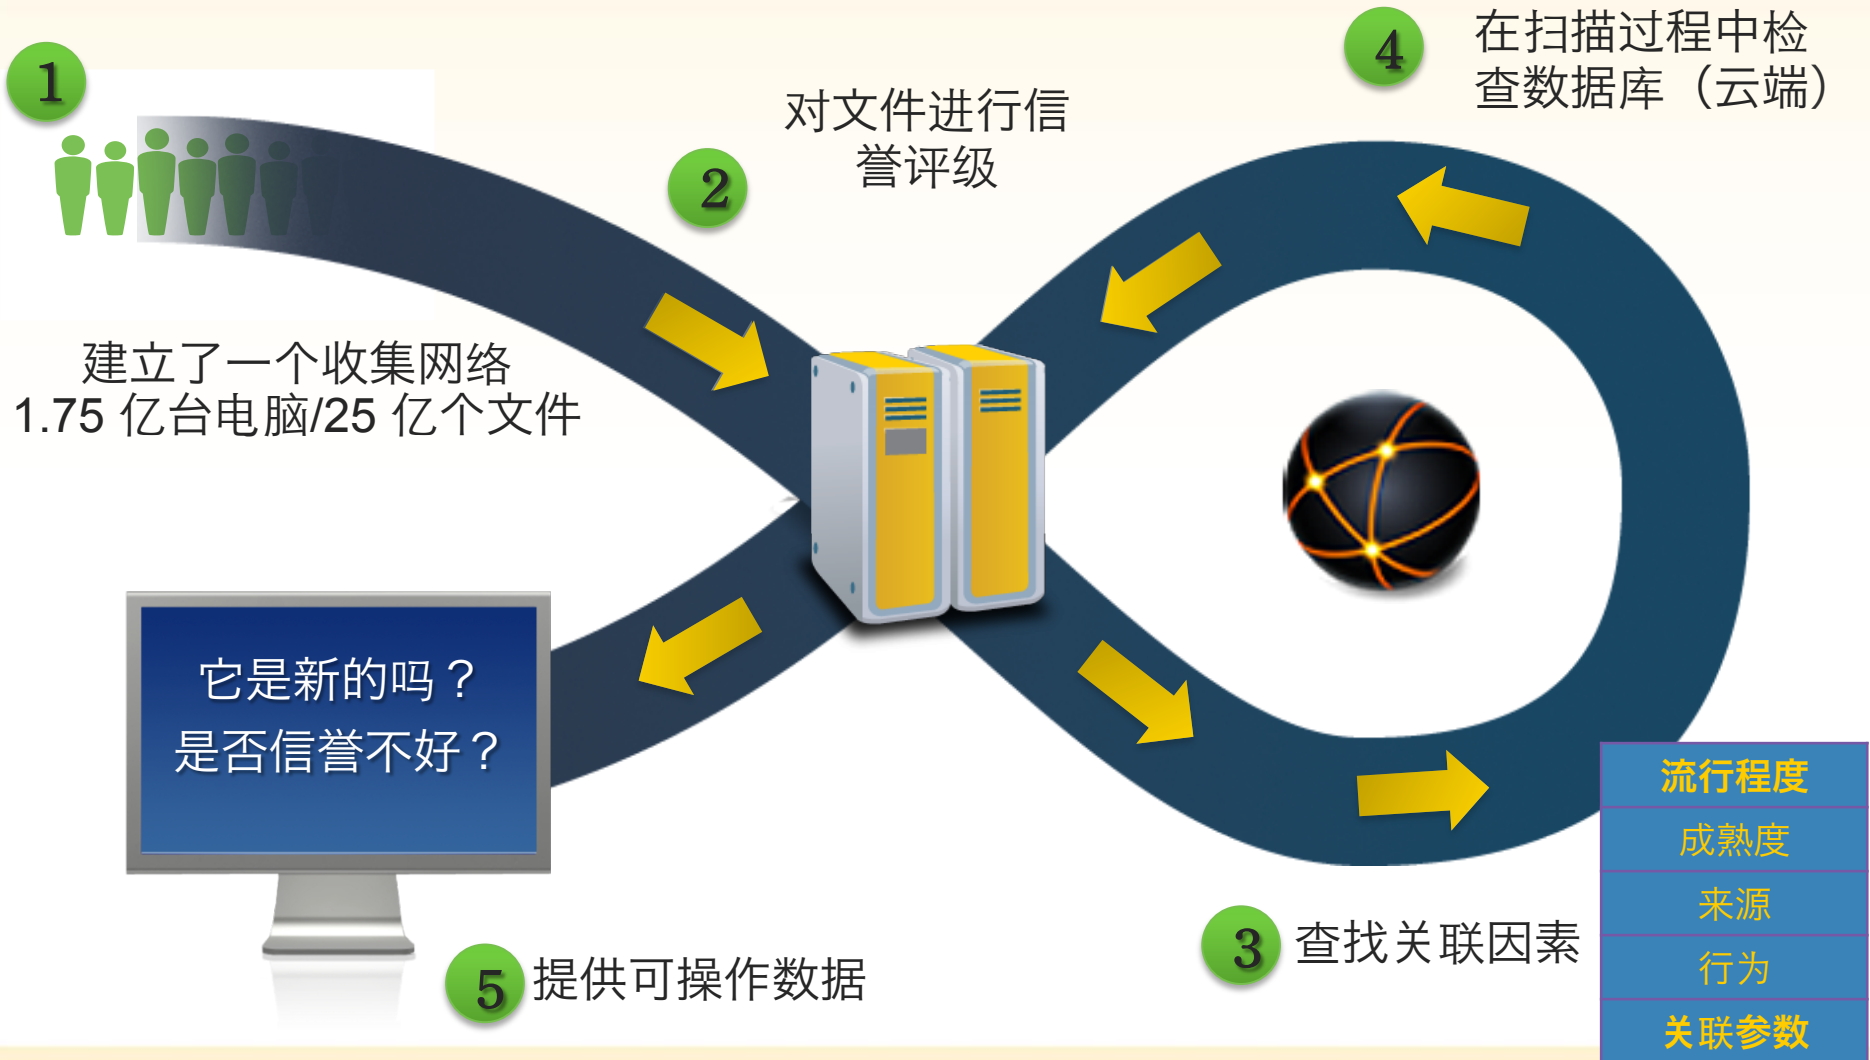 1
建立了一个收集网络
1.75 亿台电脑/25 亿个文件
2
对文件进行信
誉评级
3
查找关联因素
流行程度
成熟度
来源
行为
关联参数
4
在扫描过程中检
查数据库（云端）
5
提供可操作数据
它是新的吗？
是否信誉不好？